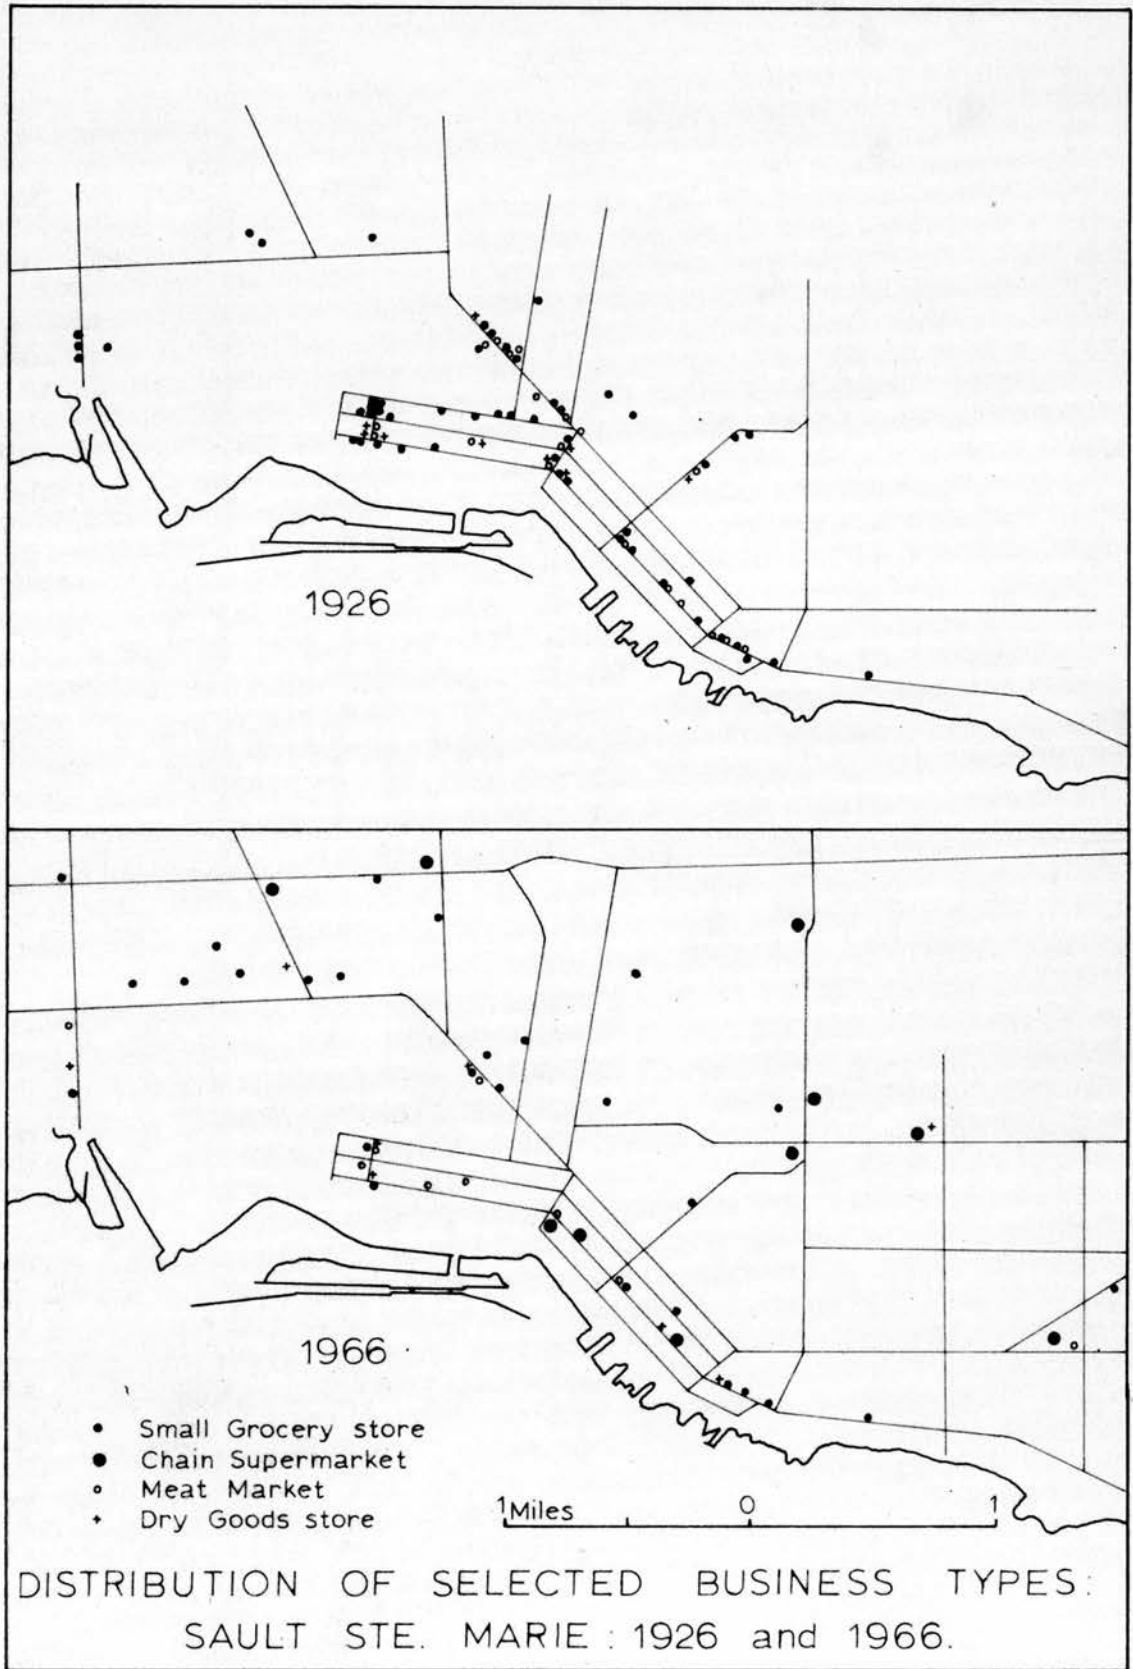 1926
1966
Small Grocery store
Chain Supermarket
Meat Market
Dry Goods store
1 Miles 0 1
DISTRIBUTION OF SELECTED BUSINESS TYPES:
SAULT STE. MARIE : 1926 and 1966.